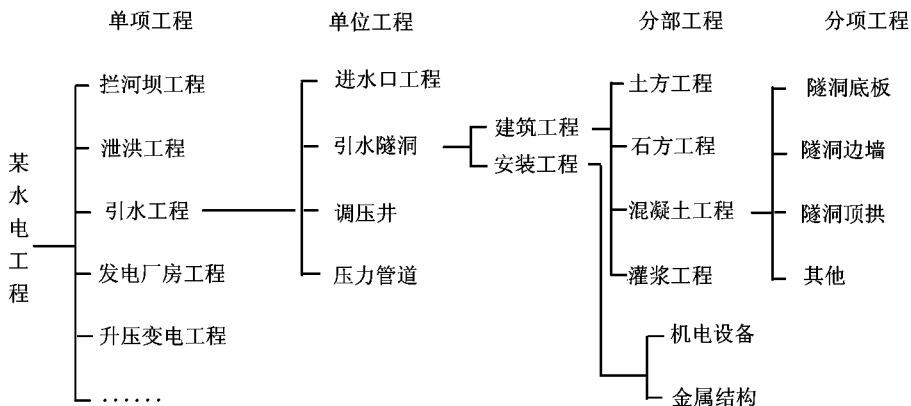 单项工程
单位工程
分部工程
分项工程
某水电工程
拦河坝工程
泄洪工程
引水工程
发电厂房工程
升压变电工程
······
进水口工程
引水隧洞
调压井
压力管道
建筑工程
安装工程
土方工程
石方工程
混凝土工程
灌浆工程
机电设备
金属结构
隧洞底板
隧洞边墙
隧洞顶拱
其他